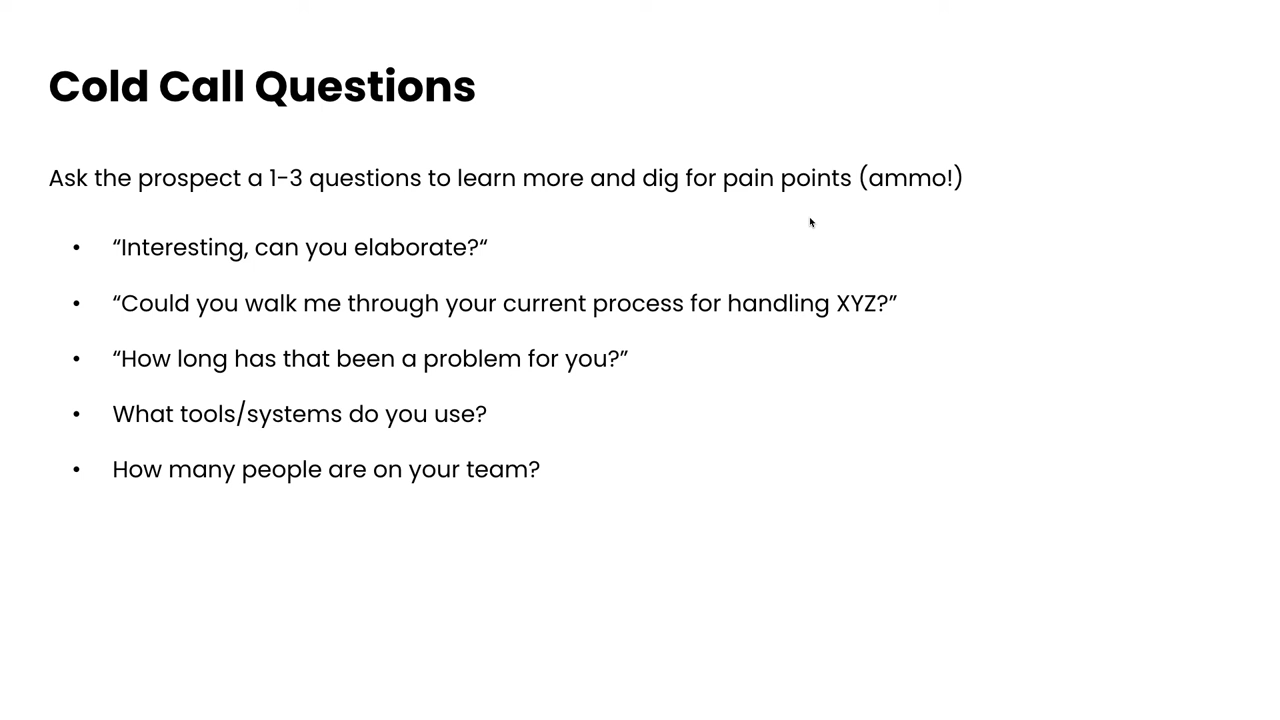 Cold Call Questions
Ask the prospect a 1-3 questions to learn more and dig for pain points (ammo!)
• “Interesting, can you elaborate?“
• “Could you walk me through your current process for handling XYZ?”
• “How long has that been a problem for you?”
• What tools/systems do you use?
• How many people are on your team?